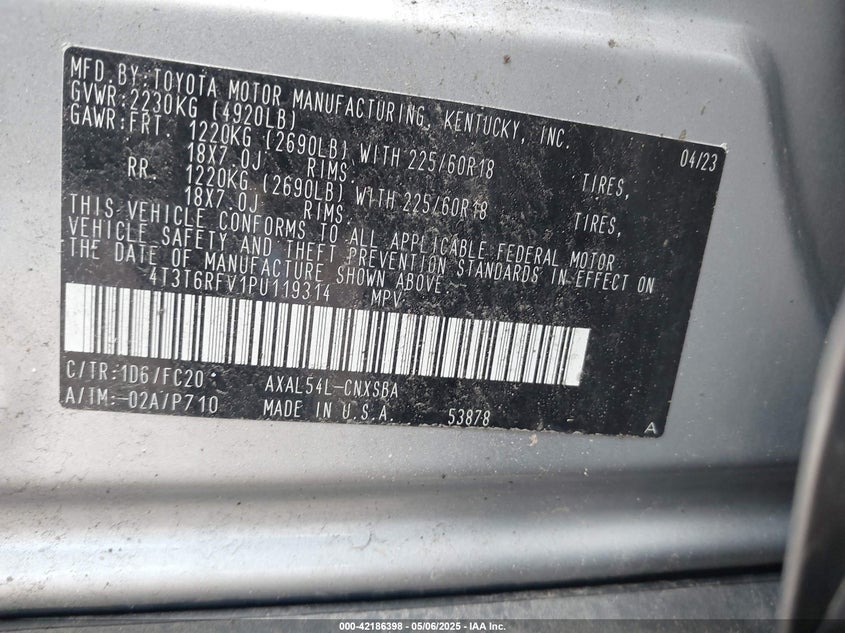 MFD. BY: TOYOTA MOTOR MANUFACTURING, KENTUCKY, INC.
GVWR: 2230KG (4920LB) 04/23
GAWR: FRT. 1220KG (2690LB) WITH 225/60R18 TIRES,
18X7.0J RIMS.
RR. 1220KG (2690LB) WITH 225/60R18 TIRES,
18X7.0J RIMS.
THIS VEHICLE CONFORMS TO ALL APPLICABLE FEDERAL MOTOR
VEHICLE SAFETY AND THEFT PREVENTION STANDARDS IN EFFECT ON
THE DATE OF MANUFACTURE SHOWN ABOVE.
4T3T6RFV1PU119314 MPV
C/TR: 1D6/FC20 AXAL54L-CNXSBA
A/TM: -02A/P710 MADE IN U.S.A. 53878 A
000-42186398 - 05/06/2025 - IAA Inc.